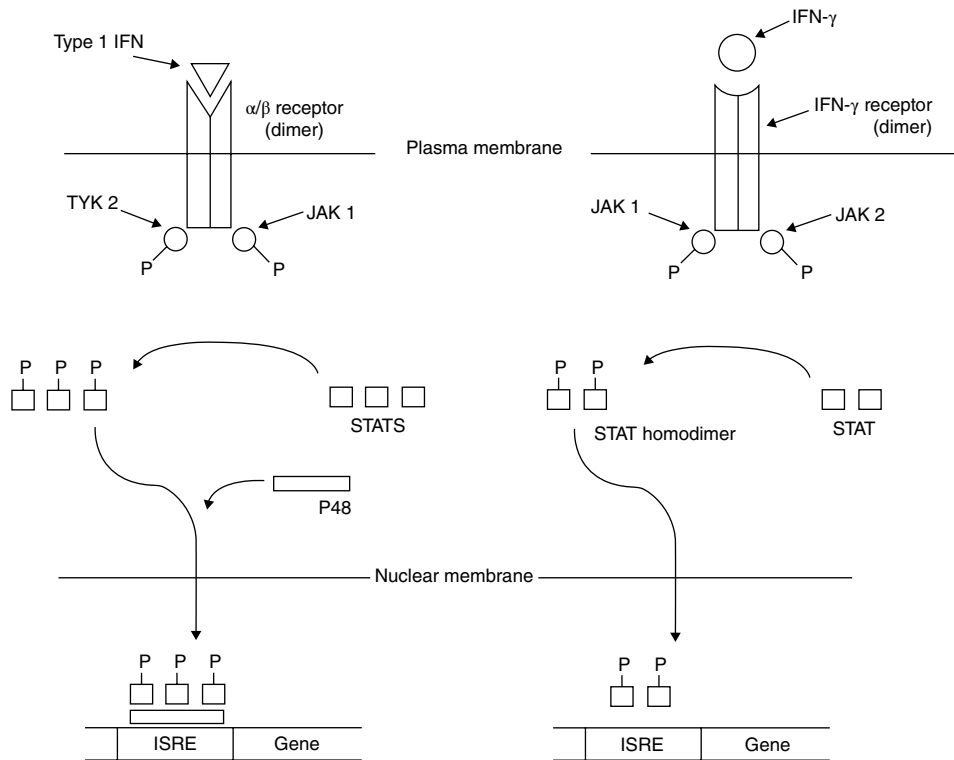 Type 1 IFN
α/β receptor
(dimer)
IFN-γ
IFN-γ receptor
(dimer)
Plasma membrane
TYK 2
JAK 1
P
P
JAK 1
JAK 2
P
P
P P P
STATS
P P
STAT homodimer
STAT
P48
Nuclear membrane
P P P
ISRE Gene
P P
ISRE Gene